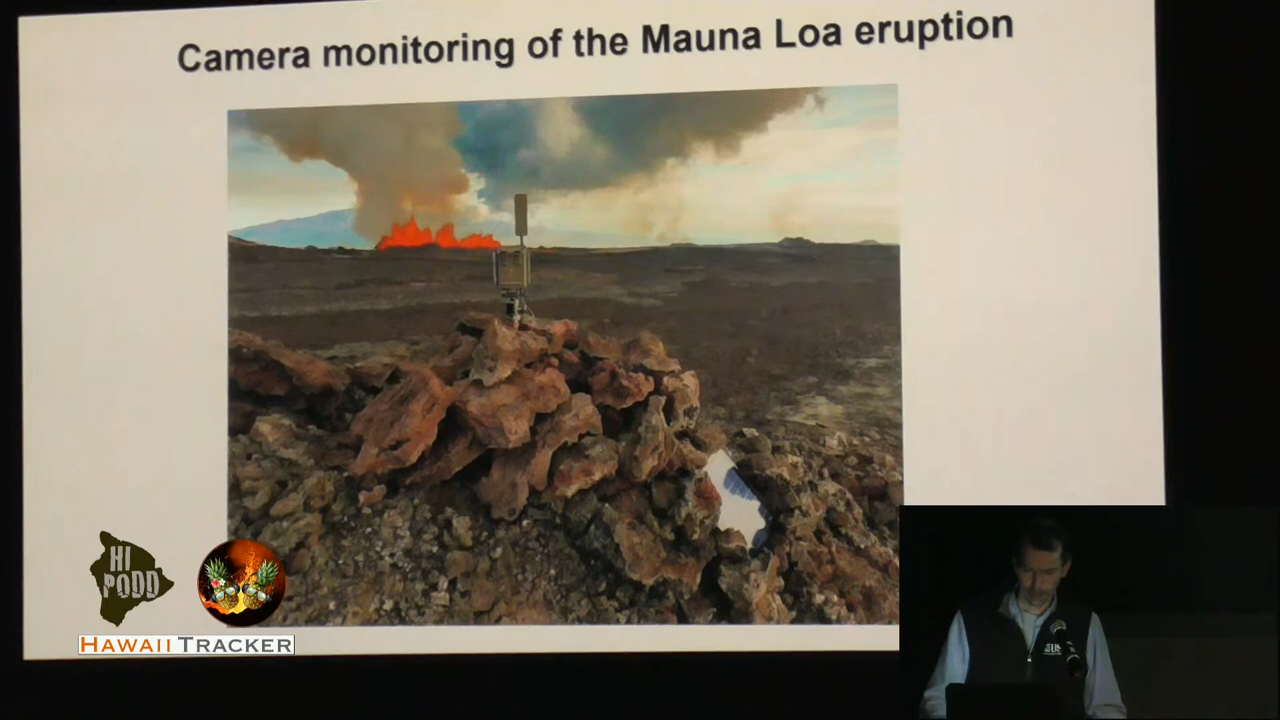 Camera monitoring of the Mauna Loa eruption
HI
PODD
HAWAII TRACKER